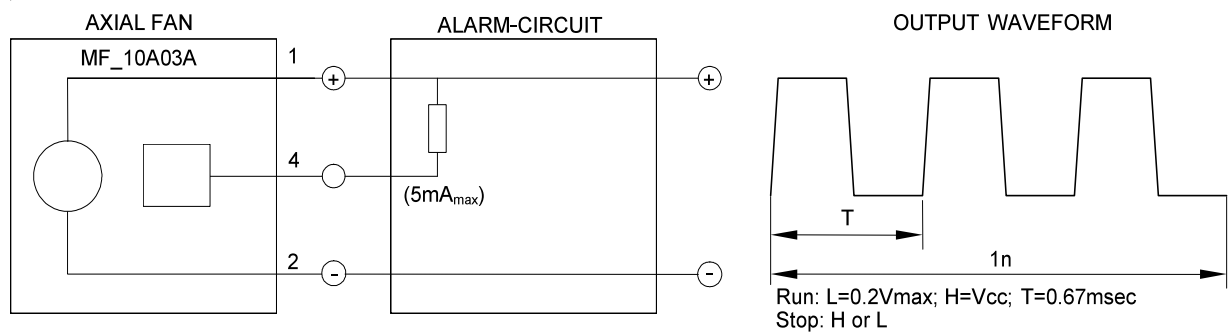 AXIAL FAN
MF_10A03A
1
+
4
2
-
ALARM-CIRCUIT
(5mAmax)
+
-
OUTPUT WAVEFORM
T
1n
Run: L=0.2Vmax; H=Vcc; T=0.67msec
Stop: H or L